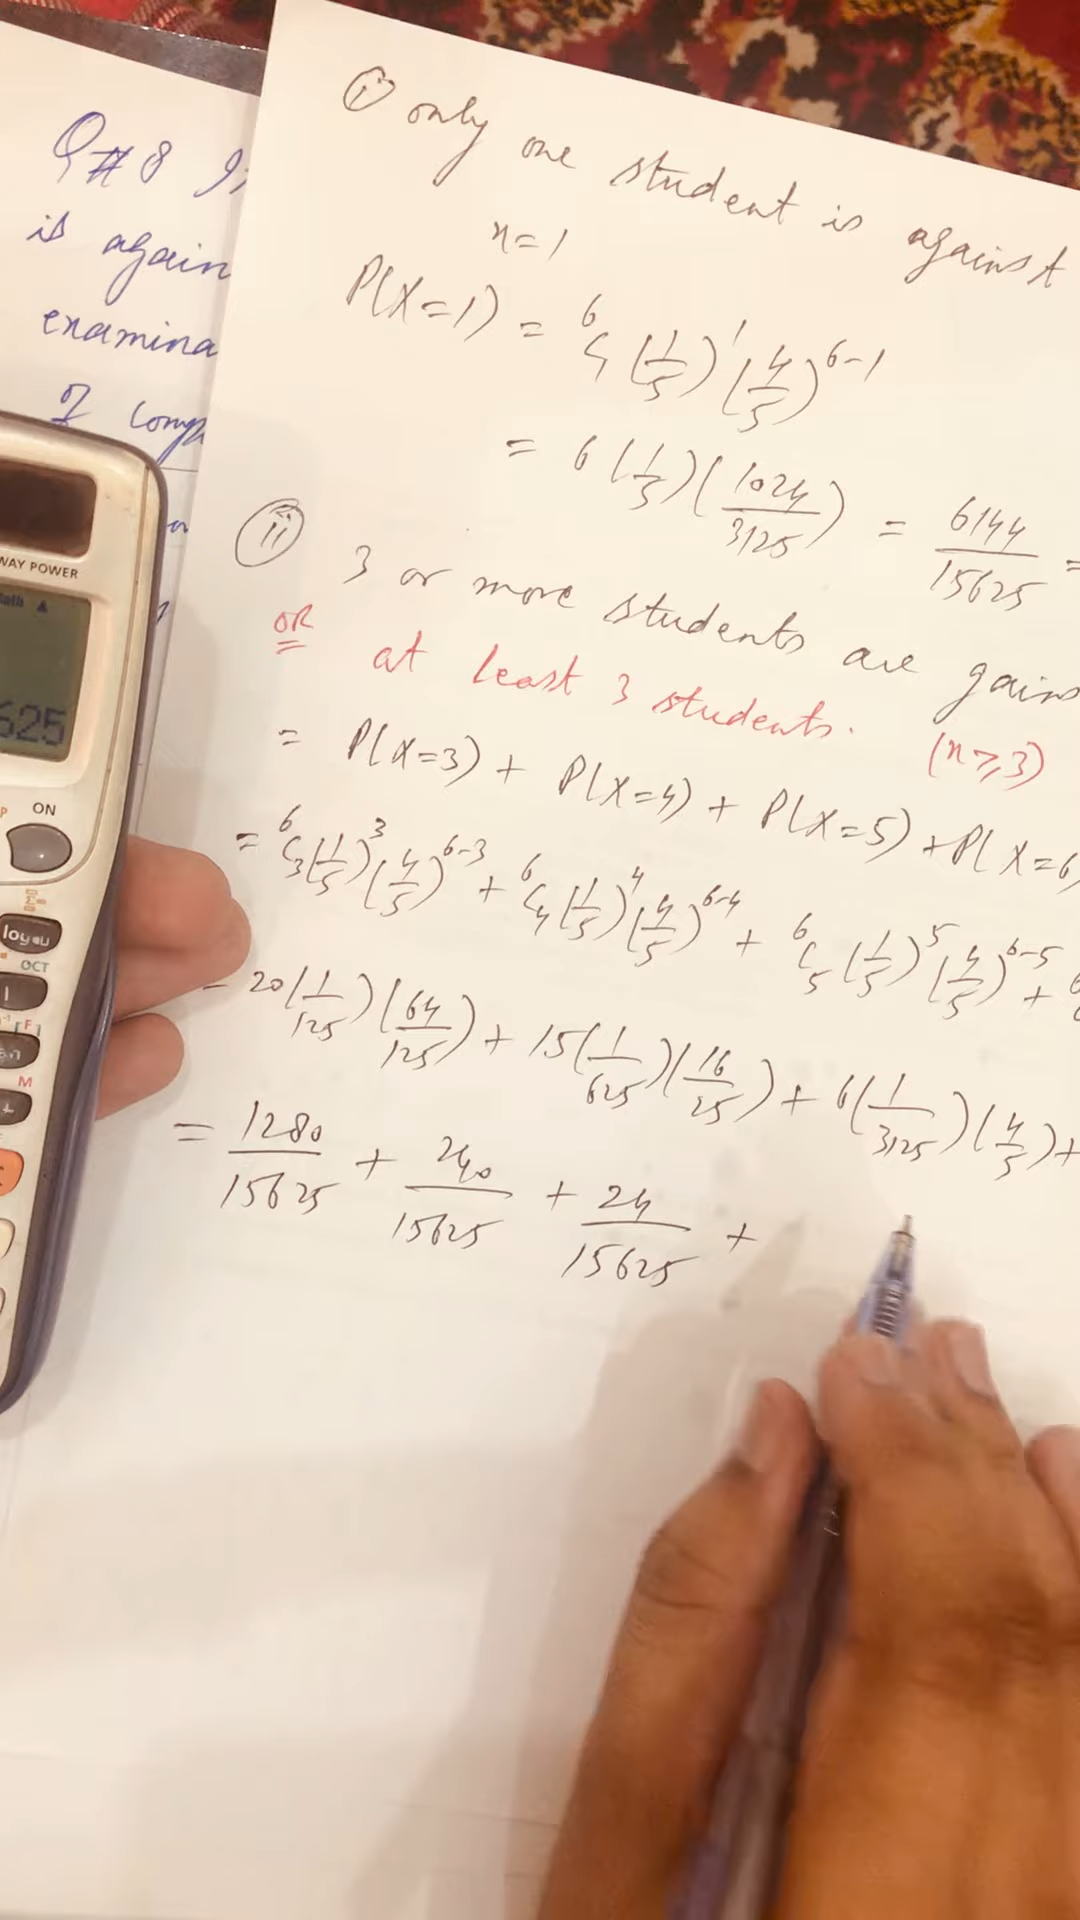 Q#8
is again
examina
of comp
WAY POWER
Math ▲
625
ON
OCT
M
① only one student is against
x=1
P(X=1) = ⁶C₁ (1/5)¹ (4/5)⁶⁻¹
= 6 (1/5) (1024/3125) = 6144/15625 =
ⓘⓘ 3 or more students are gains
OR at least 3 students. (x≥3)
= P(X=3) + P(X=4) + P(X=5) + P(X=6
= ⁶C₃ (1/5)³ (4/5)⁶⁻³ + ⁶C₄ (1/5)⁴ (4/5)⁶⁻⁴ + ⁶C₅ (1/5)⁵ (4/5)⁶⁻⁵ + 6
= 20 (1/125) (64/125) + 15 (1/625) (16/25) + 6 (1/3125) (4/5) +
= 1280/15625 + 240/15625 + 24/15625 +